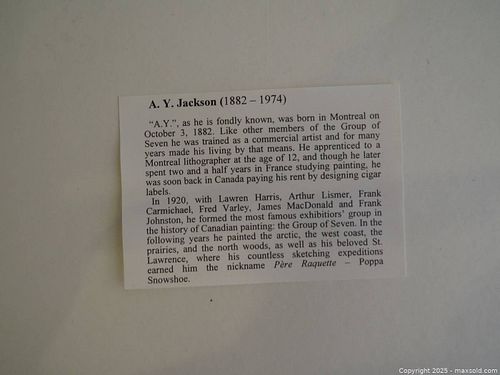 A. Y. Jackson (1882 – 1974)
"A.Y.", as he is fondly known, was born in Montreal on
October 3, 1882. Like other members of the Group of
Seven he was trained as a commercial artist and for many
years made his living by that means. He apprenticed to a
Montreal lithographer at the age of 12, and though he later
spent two and a half years in France studying painting, he
was soon back in Canada paying his rent by designing cigar
labels.
In 1920, with Lawren Harris, Arthur Lismer, Frank
Carmichael, Fred Varley, James MacDonald and Frank
Johnston, he formed the most famous exhibitiors' group in
the history of Canadian painting: the Group of Seven. In the
following years he painted the arctic, the west coast, the
prairies, and the north woods, as well as his beloved St.
Lawrence, where his countless sketching expeditions
earned him the nickname Père Raquette – Poppa
Snowshoe.
Copyright 2025 - maxsold.com